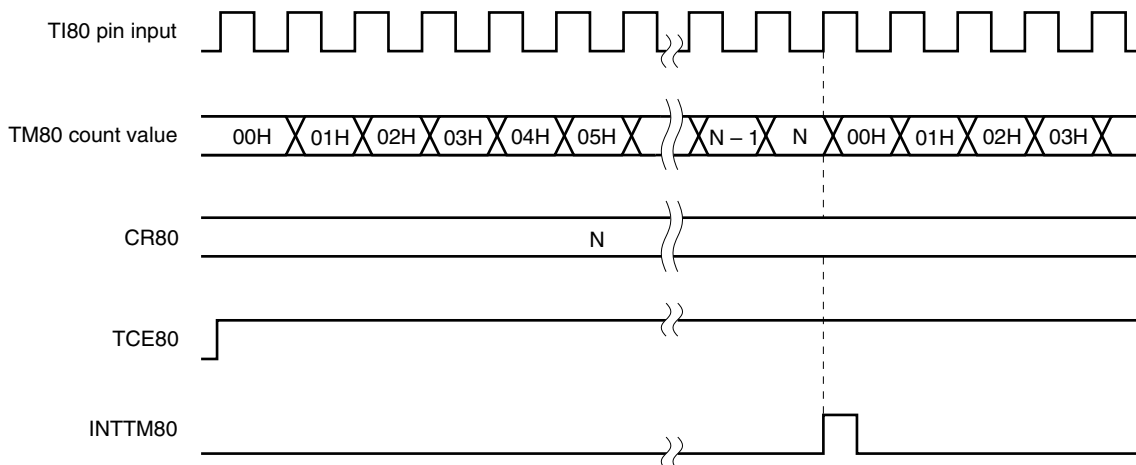 TI80 pin input
TM80 count value 00H 01H 02H 03H 04H 05H N – 1 N 00H 01H 02H 03H
CR80 N
TCE80
INTTM80